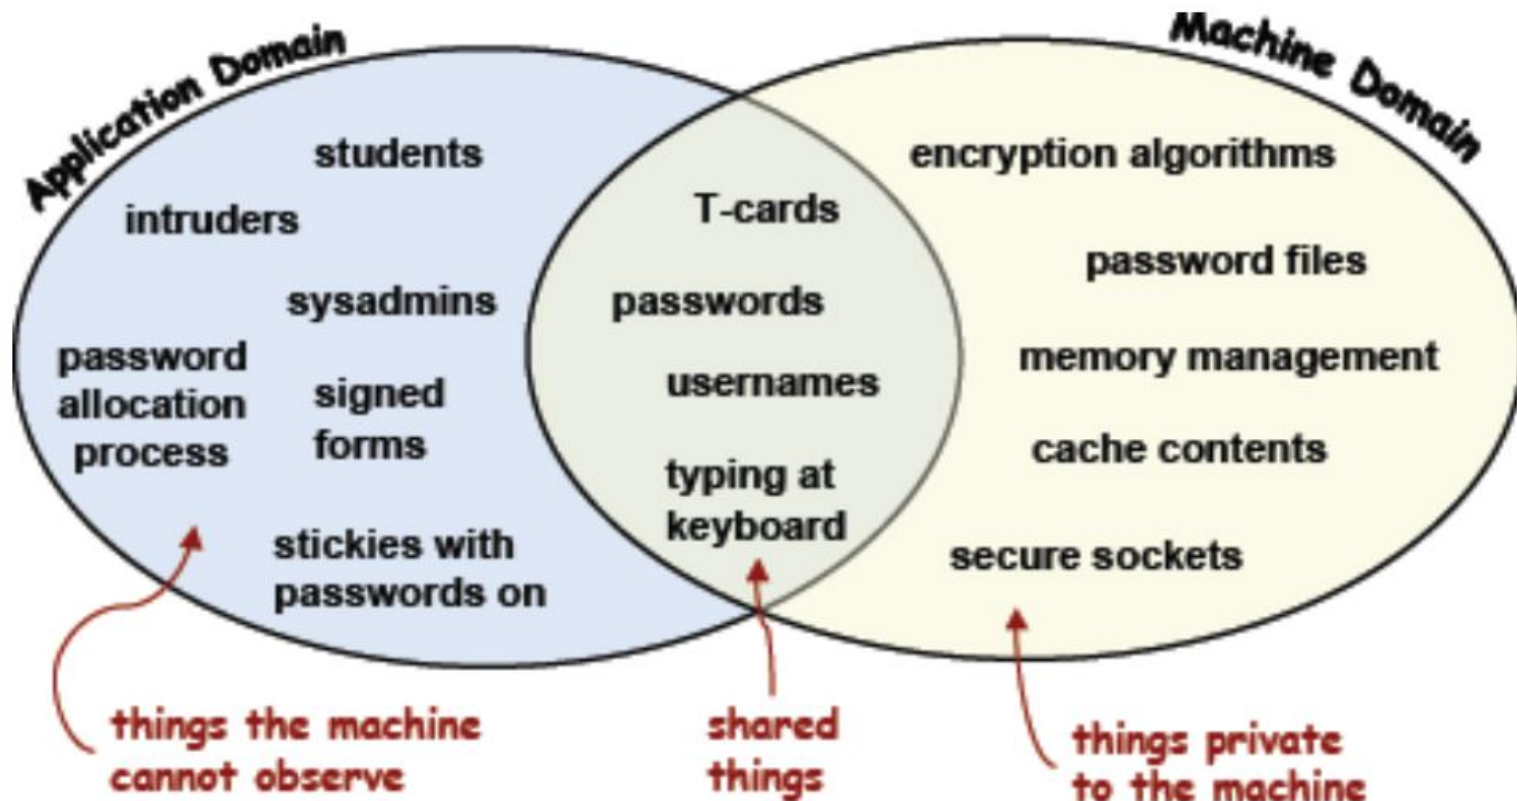 Application Domain
Machine Domain
students
intruders
sysadmins
password
allocation
process
signed
forms
stickies with
passwords on
T-cards
passwords
usernames
typing at
keyboard
encryption algorithms
password files
memory management
cache contents
secure sockets
things the machine
cannot observe
shared
things
things private
to the machine